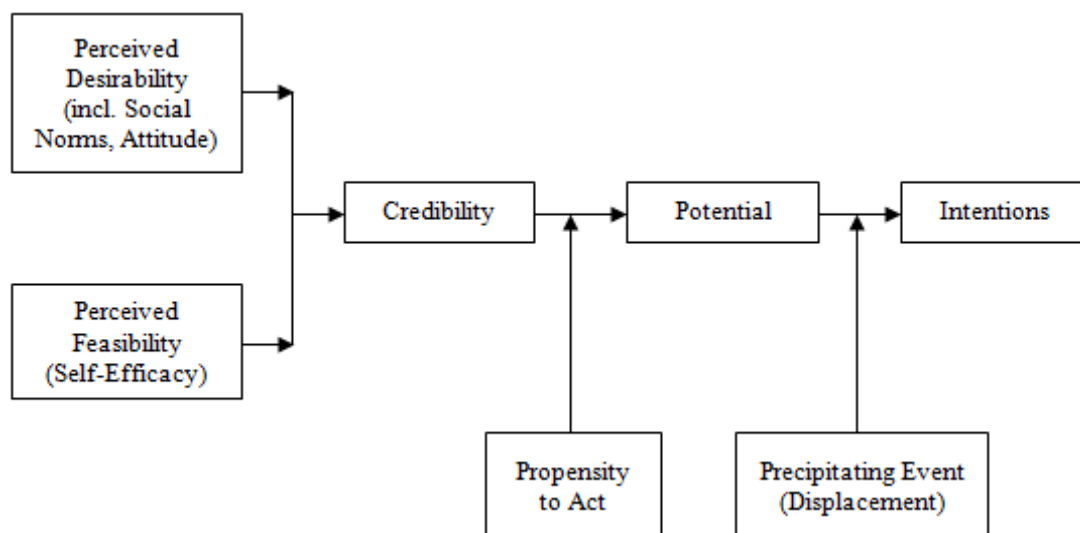 Perceived
Desirability
(incl. Social
Norms, Attitude)
Credibility
Potential
Intentions
Perceived
Feasibility
(Self-Efficacy)
Propensity
to Act
Precipitating Event
(Displacement)